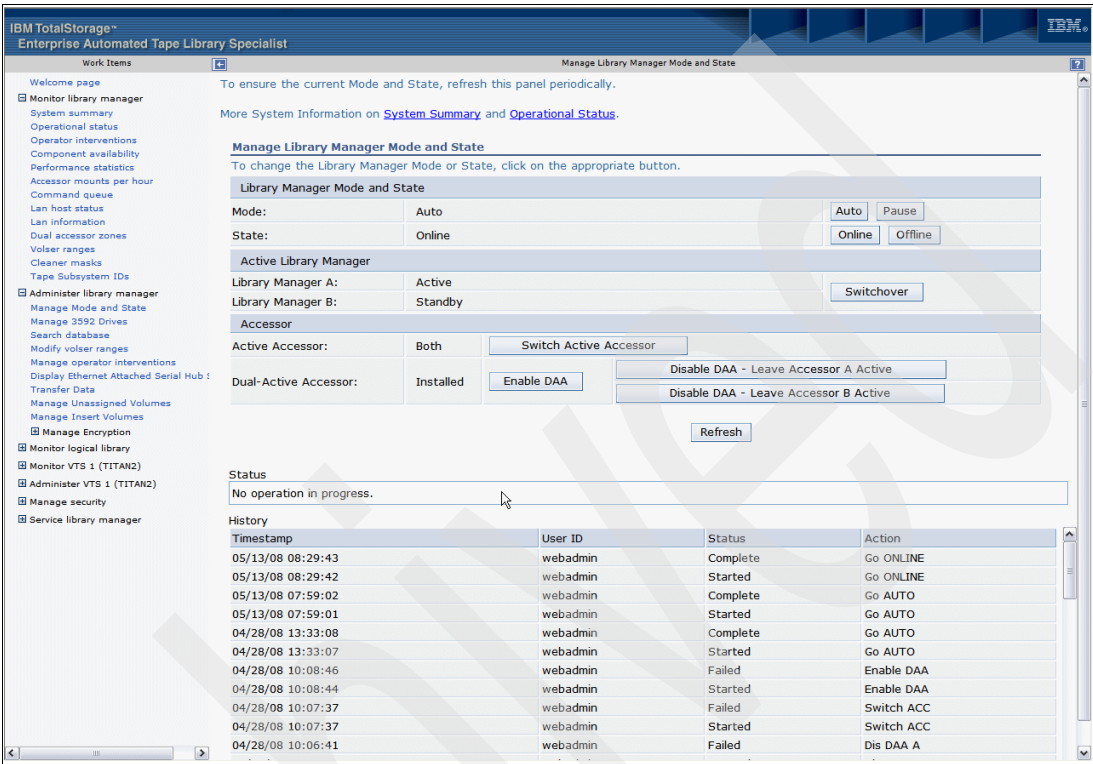 IBM TotalStorage™
IBM®
Enterprise Automated Tape Library Specialist
Work Items
Manage Library Manager Mode and State
?
Welcome page
Monitor library manager
System summary
Operational status
Operator interventions
Component availability
Performance statistics
Accessor mounts per hour
Command queue
Lan host status
Lan information
Dual accessor zones
Volser ranges
Cleaner masks
Tape Subsystem IDs
Administer library manager
Manage Mode and State
Manage 3592 Drives
Search database
Modify volser ranges
Manage operator interventions
Display Ethernet Attached Serial Hub S
Transfer Data
Manage Unassigned Volumes
Manage Insert Volumes
Manage Encryption
Monitor logical library
Monitor VTS 1 (TITAN2)
Administer VTS 1 (TITAN2)
Manage security
Service library manager
To ensure the current Mode and State, refresh this panel periodically.
More System Information on System Summary and Operational Status.
Manage Library Manager Mode and State
To change the Library Manager Mode or State, click on the appropriate button.
Library Manager Mode and State
Mode: Auto Auto Pause
State: Online Online Offline
Active Library Manager
Library Manager A: Active
Switchover
Library Manager B: Standby
Accessor
Active Accessor: Both Switch Active Accessor
Dual-Active Accessor: Installed Enable DAA
Disable DAA - Leave Accessor A Active
Disable DAA - Leave Accessor B Active
Refresh
Status
No operation in progress.
History
Timestamp User ID Status Action
05/13/08 08:29:43 webadmin Complete Go ONLINE
05/13/08 08:29:42 webadmin Started Go ONLINE
05/13/08 07:59:02 webadmin Complete Go AUTO
05/13/08 07:59:01 webadmin Started Go AUTO
04/28/08 13:33:08 webadmin Complete Go AUTO
04/28/08 13:33:07 webadmin Started Go AUTO
04/28/08 10:08:46 webadmin Failed Enable DAA
04/28/08 10:08:44 webadmin Started Enable DAA
04/28/08 10:07:37 webadmin Failed Switch ACC
04/28/08 10:07:37 webadmin Started Switch ACC
04/28/08 10:06:41 webadmin Failed Dis DAA A